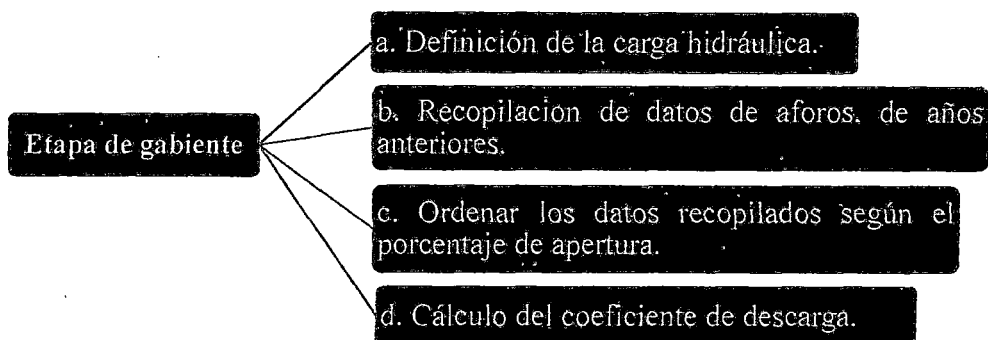 a. Definición de la carga hidráulica.
Etapa de gabiente
b. Recopilación de datos de aforos, de años
anteriores.
c. Ordenar los datos recopilados según el
porcentaje de apertura.
d. Cálculo del coeficiente de descarga.